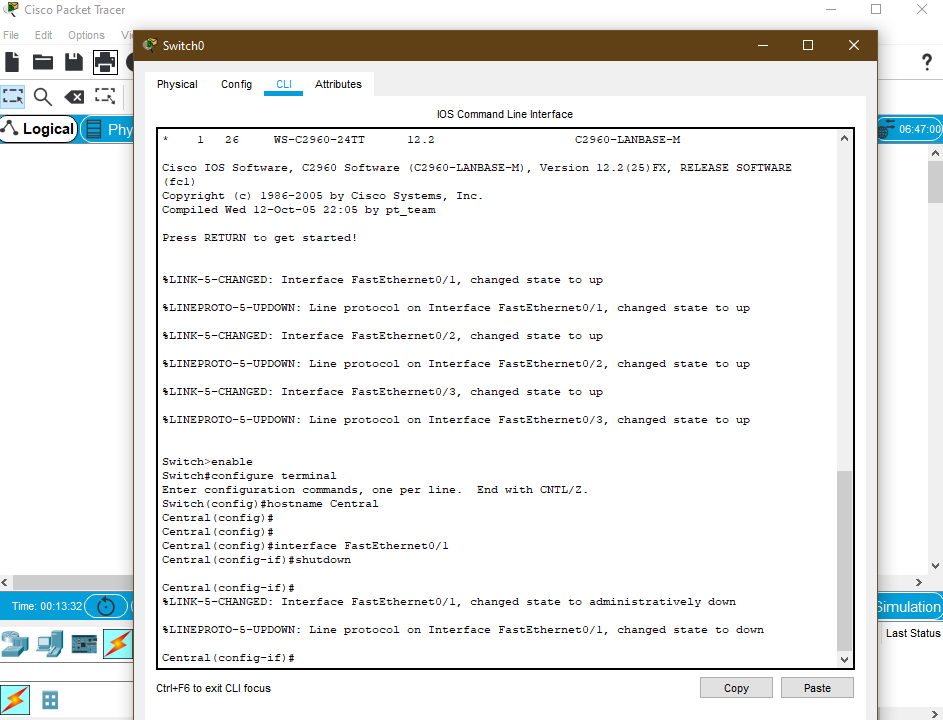 Cisco Packet Tracer
File Edit Options
Switch0
Physical Config CLI Attributes
IOS Command Line Interface
Logical
06:47:00
* 1 26 WS-C2960-24TT 12.2 C2960-LANBASE-M
Cisco IOS Software, C2960 Software (C2960-LANBASE-M), Version 12.2(25)FX, RELEASE SOFTWARE
(fc1)
Copyright (c) 1986-2005 by Cisco Systems, Inc.
Compiled Wed 12-Oct-05 22:05 by pt_team
Press RETURN to get started!
%LINK-5-CHANGED: Interface FastEthernet0/1, changed state to up
%LINEPROTO-5-UPDOWN: Line protocol on Interface FastEthernet0/1, changed state to up
%LINK-5-CHANGED: Interface FastEthernet0/2, changed state to up
%LINEPROTO-5-UPDOWN: Line protocol on Interface FastEthernet0/2, changed state to up
%LINK-5-CHANGED: Interface FastEthernet0/3, changed state to up
%LINEPROTO-5-UPDOWN: Line protocol on Interface FastEthernet0/3, changed state to up
Switch>enable
Switch#configure terminal
Enter configuration commands, one per line. End with CNTL/Z.
Switch(config)#hostname Central
Central(config)#
Central(config)#
Central(config)#interface FastEthernet0/1
Central(config-if)#shutdown
Central(config-if)#
%LINK-5-CHANGED: Interface FastEthernet0/1, changed state to administratively down
%LINEPROTO-5-UPDOWN: Line protocol on Interface FastEthernet0/1, changed state to down
Central(config-if)#
Time: 00:13:32
Simulation
Last Status
Ctrl+F6 to exit CLI focus
Copy Paste